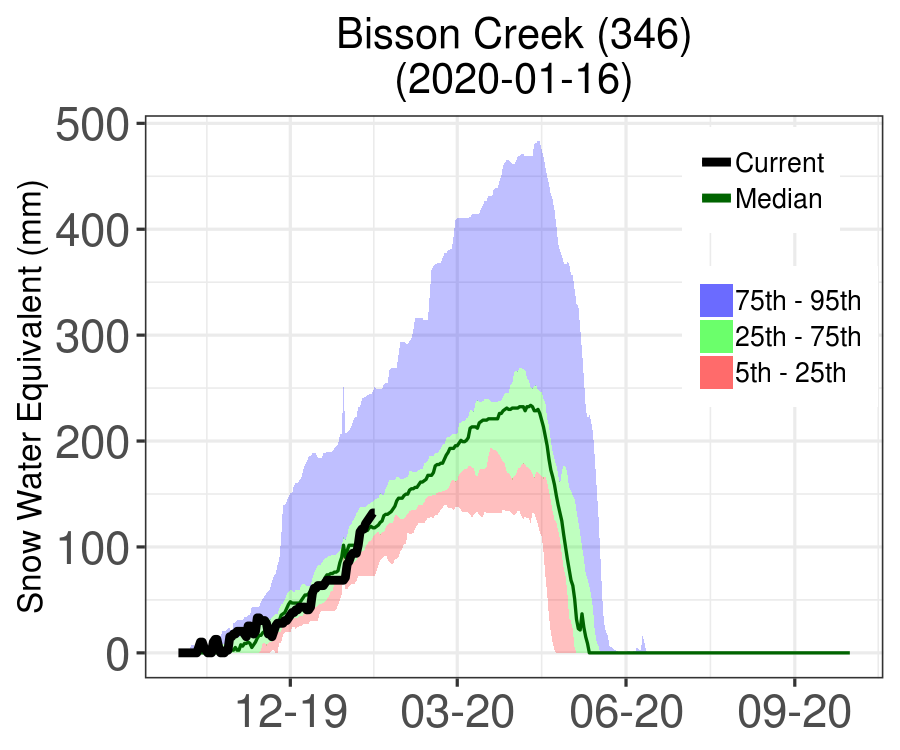 Bisson Creek (346)
(2020-01-16)
Snow Water Equivalent (mm)
500
400
300
200
100
0
12-19 03-20 06-20 09-20
Current
Median
75th - 95th
25th - 75th
5th - 25th